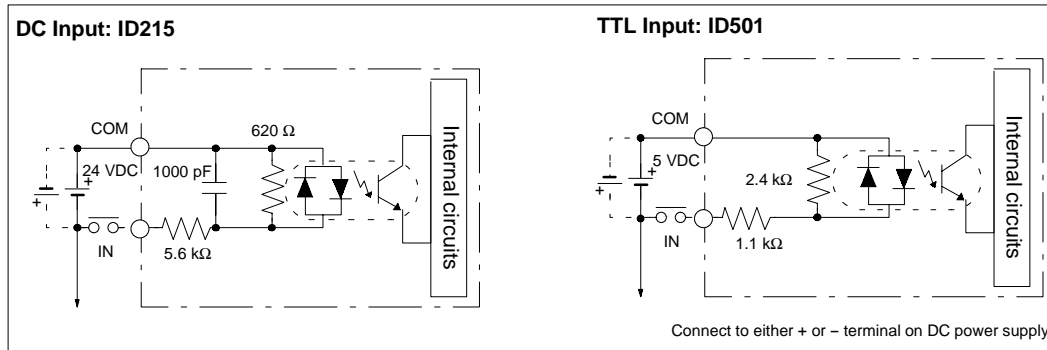 DC Input: ID215
COM
24 VDC
+
+
1000 pF
620 Ω
IN
5.6 kΩ
Internal circuits
TTL Input: ID501
COM
5 VDC
+
+
2.4 kΩ
IN
1.1 kΩ
Internal circuits
Connect to either + or − terminal on DC power supply